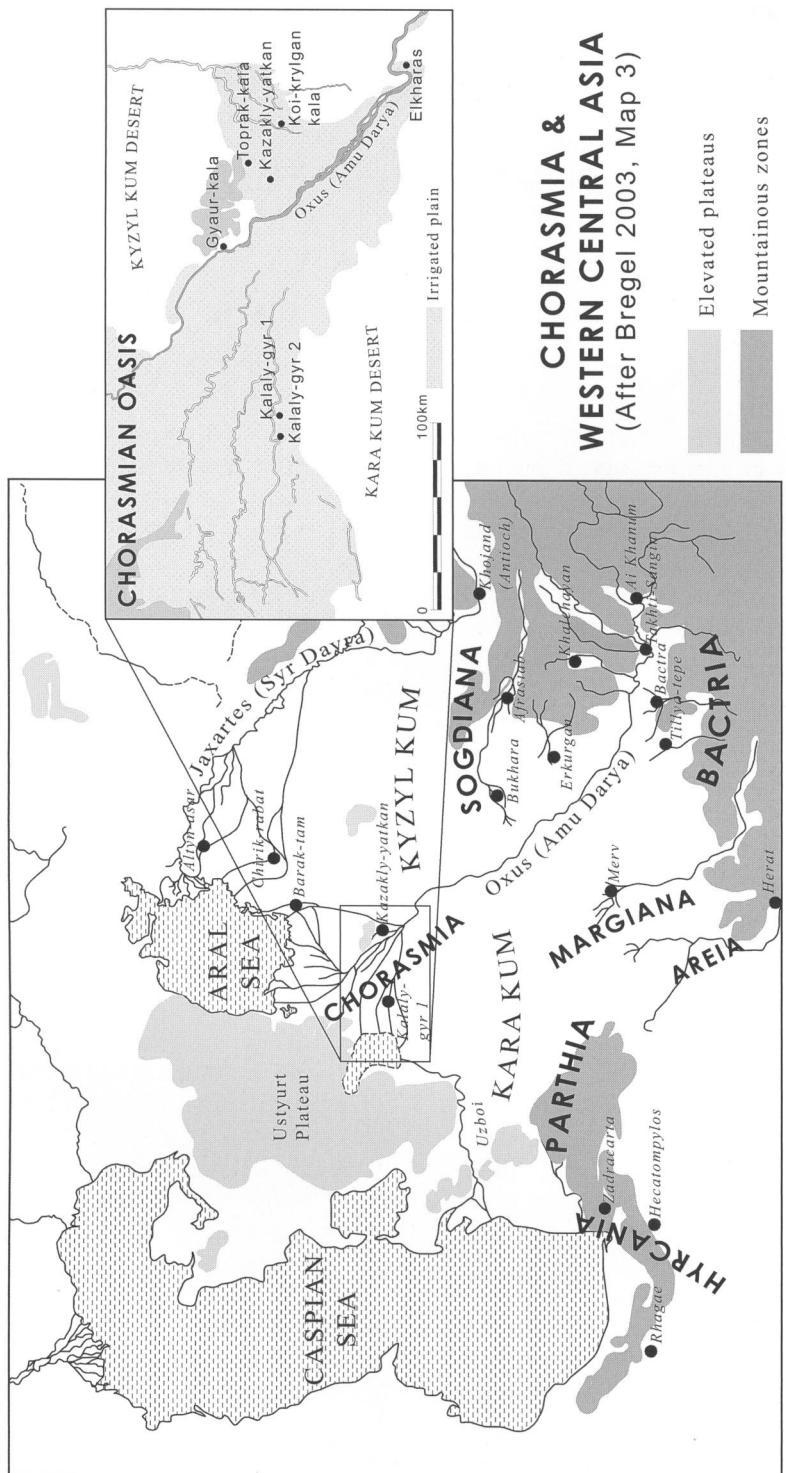 CHORASMIAN OASIS
KYZYL KUM DESERT
Gyaur-kala
Toprak-kala
Kazakly-yatkan
Koi-krylgan
kala
Elkharas
Oxus (Amu Darya)
Kalaly-gyr 1
Kalaly-gyr 2
KARA KUM DESERT
0
100km
Irrigated plain
CHORASMIA &
WESTERN CENTRAL ASIA
(After Bregel 2003, Map 3)
Elevated plateaus
Mountainous zones
CASPIAN
SEA
ARAL
SEA
Ustyurt
Plateau
Jaxartes (Syr Dayra)
Altyn-asar
Chirik-rabat
Barak-tam
Kazakly-yatkan
KYZYL KUM
CHORASMIA
Kalaly-
gyr 1
Uzboi
KARA KUM
Oxus (Amu Darya)
SOGDIANA
Bukhara
Afrasiab
Erkurgan
Khojand
(Antioch)
Khalchayan
Ai Khanum
Takhti-Sangin
Bactra
Tillya-tepe
BACTRIA
Merv
MARGIANA
AREIA
Herat
PARTHIA
Zadracarta
HYRCANIA
Hecatompylos
Rhagae